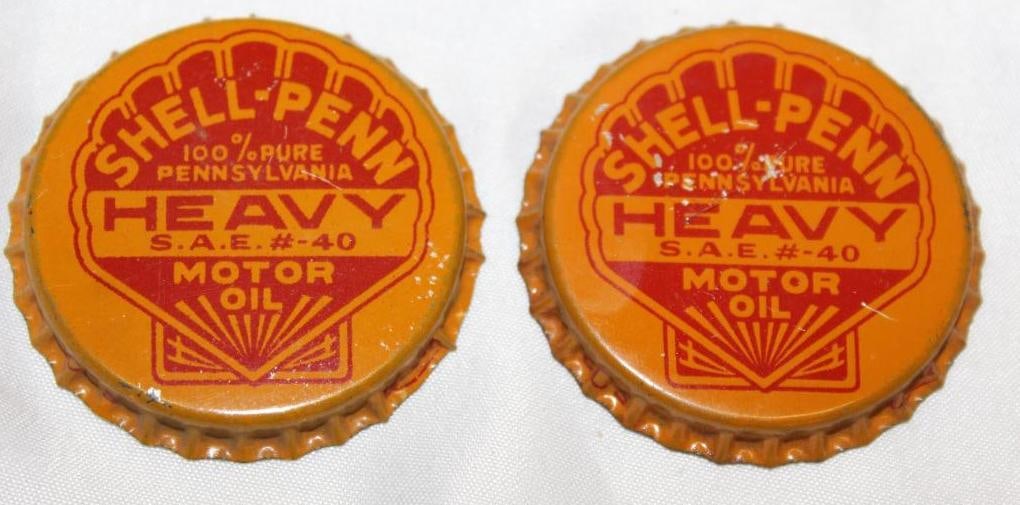 SHELL-PENN
100% PURE
PENNSYLVANIA
HEAVY
S.A.E. #-40
MOTOR
OIL
SHELL-PENN
100% PURE
PENNSYLVANIA
HEAVY
S.A.E. #-40
MOTOR
OIL